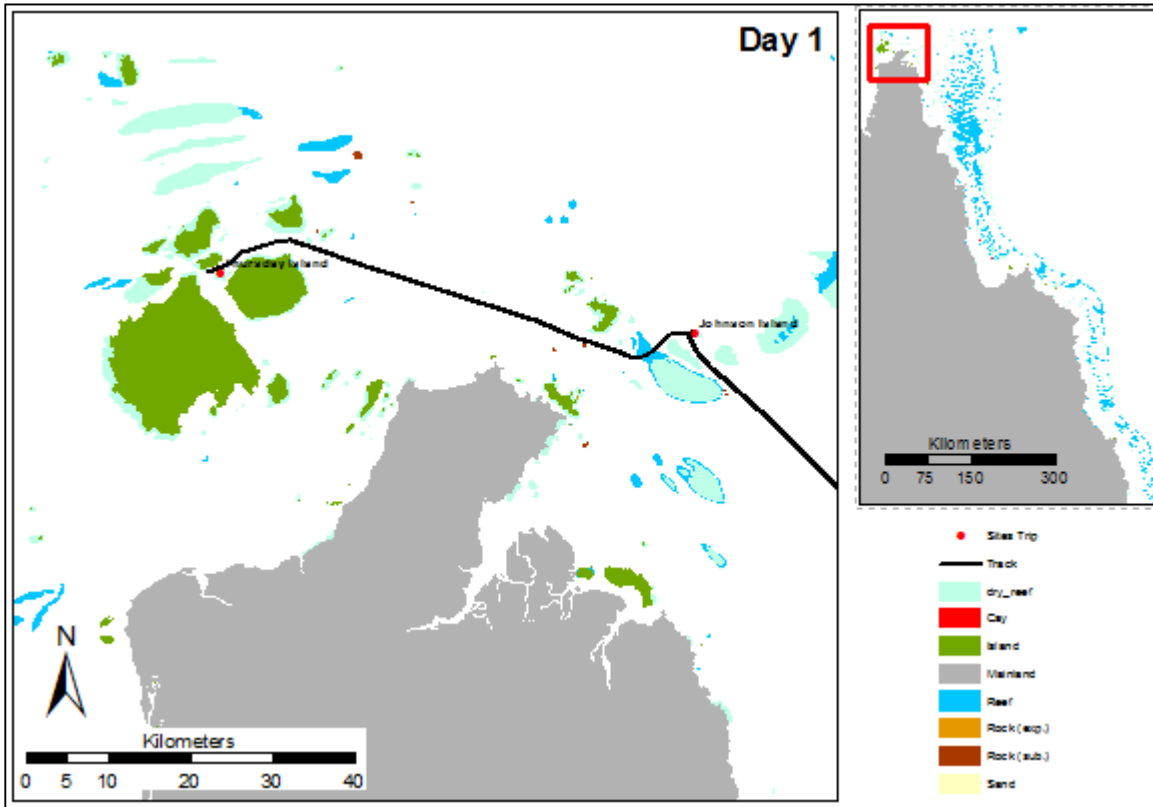 Day 1
Thursday Island
Johnson Island
N
Kilometers
0 5 10 20 30 40
Kilometers
0 75 150 300
Sites Trip
Track
dry_reef
Cay
Island
Mainland
Reef
Rock (exp.)
Rock (sub.)
Sand